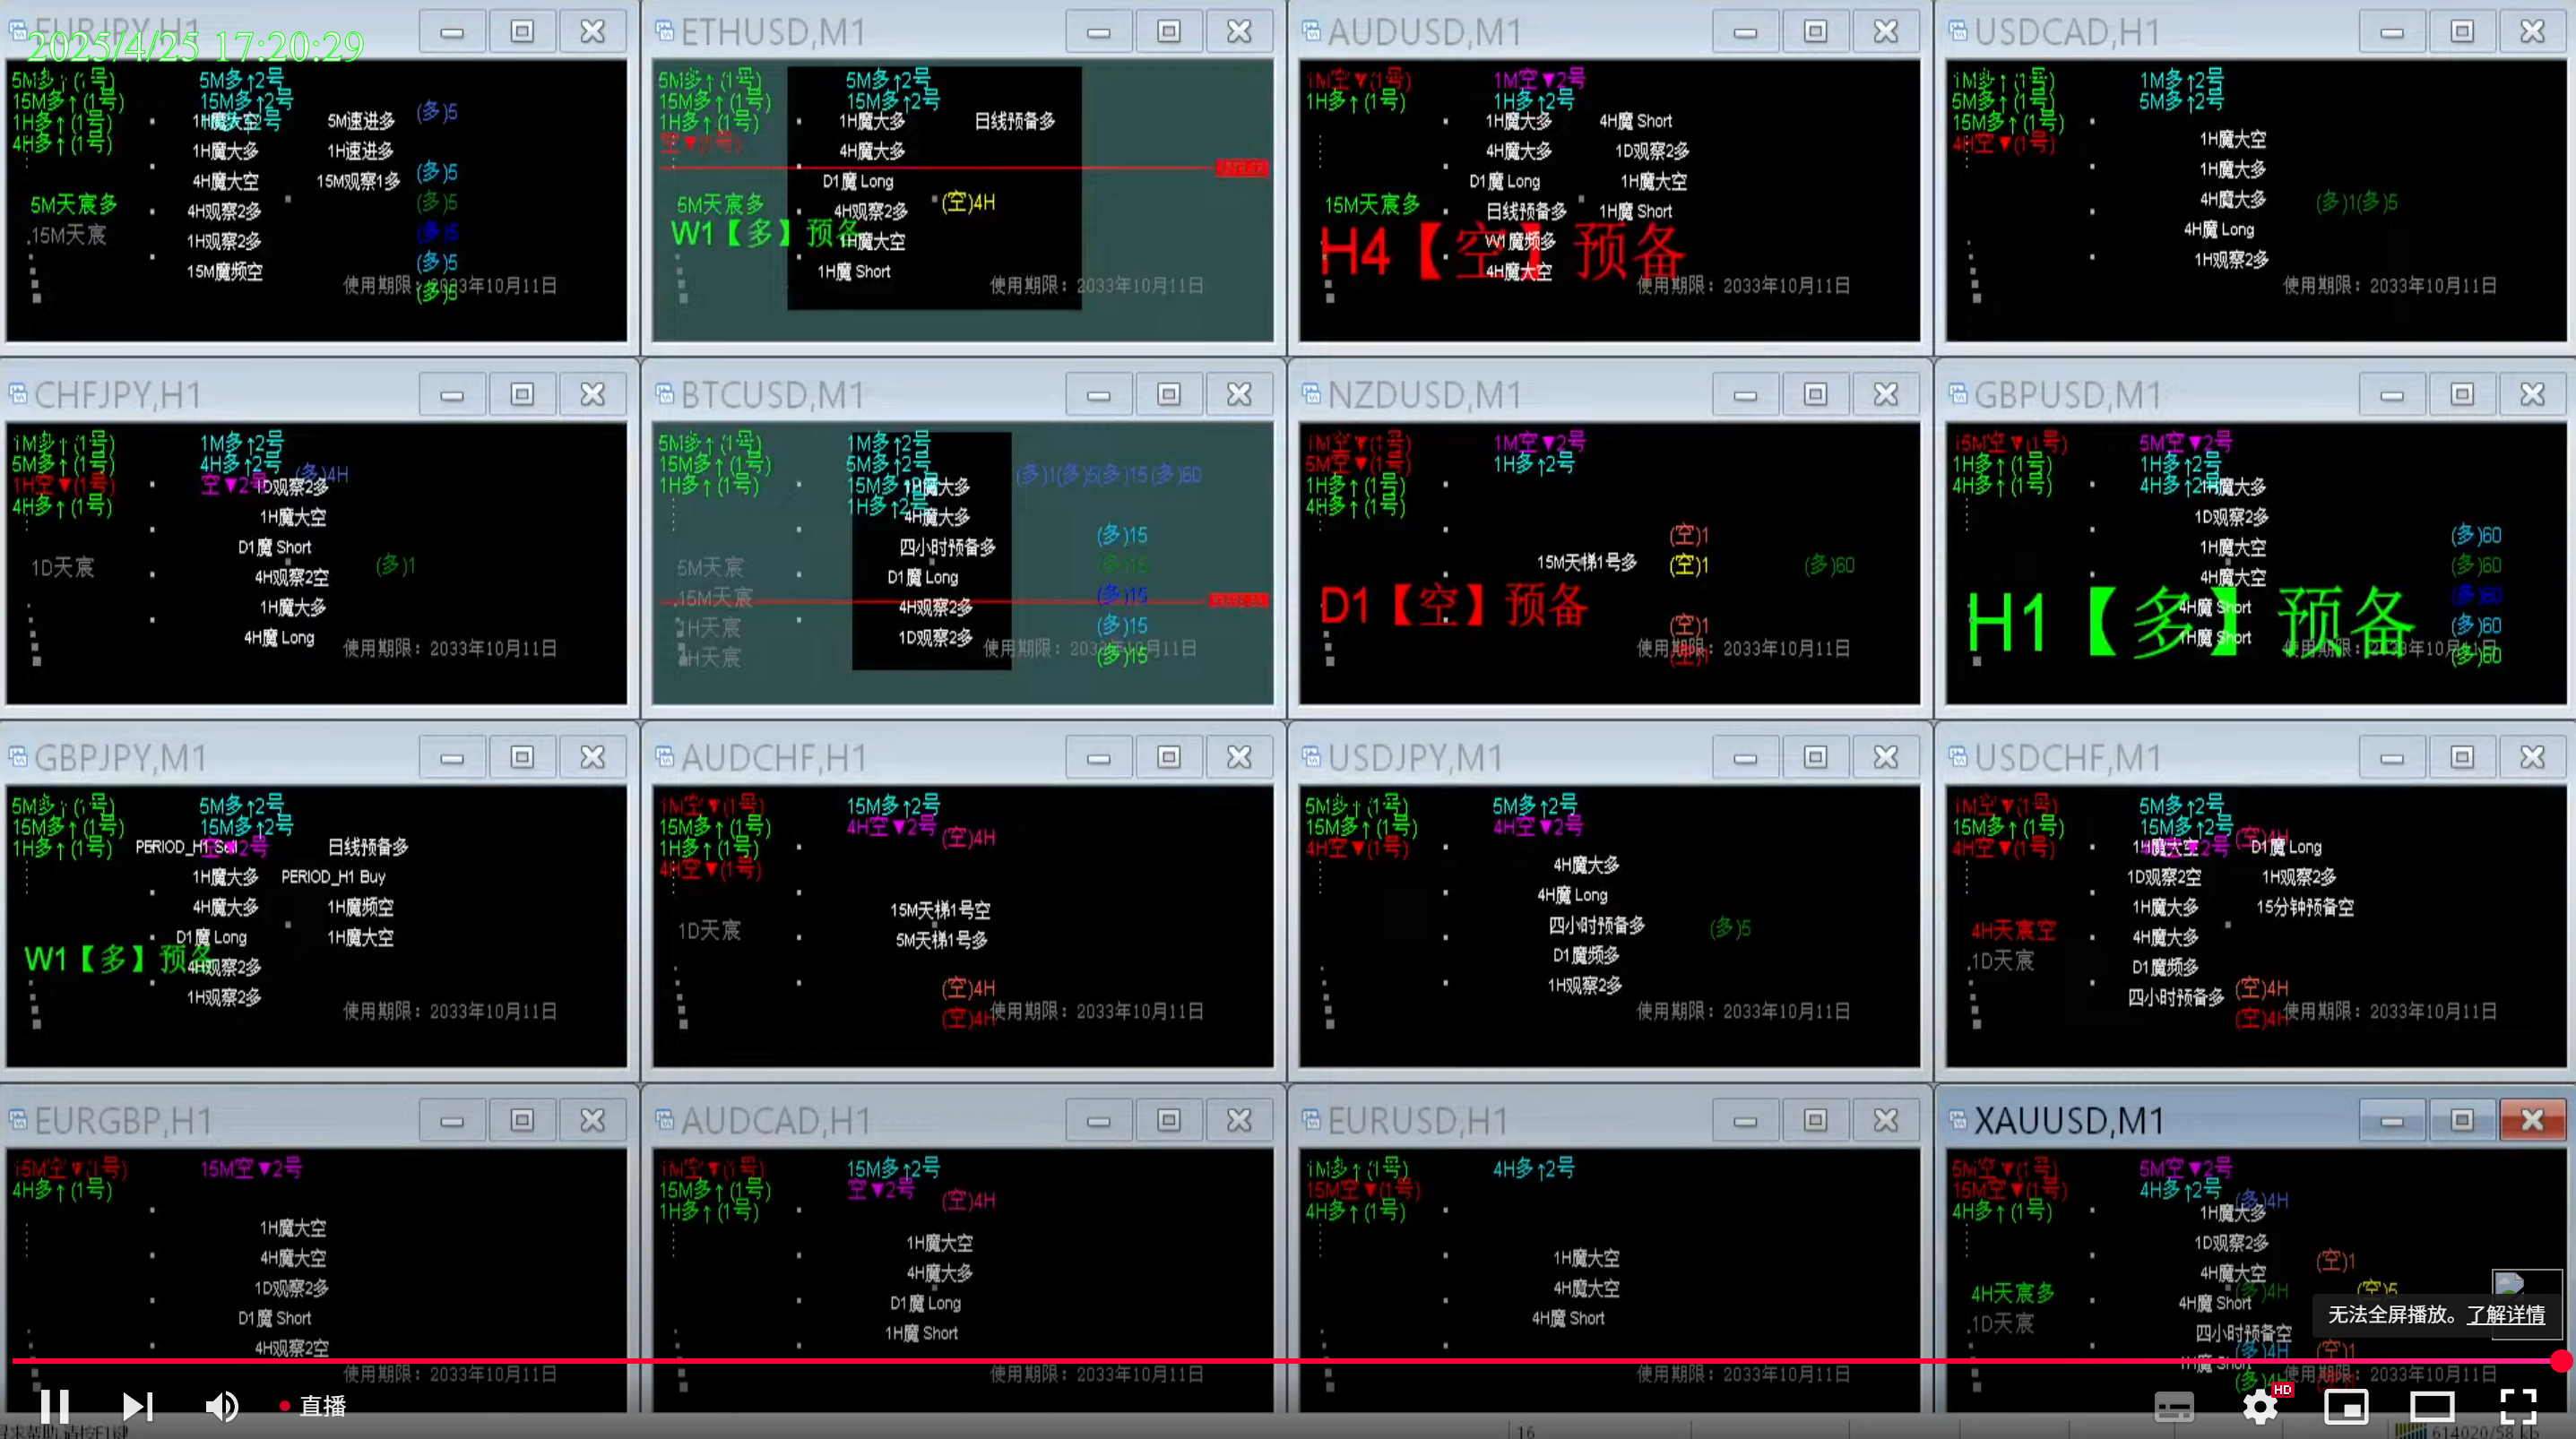 EURJPY,H1
2025/4/25 17:20:29
5M多↑(1号)
15M多↑(1号)
1H多↑(1号)
4H多↑(1号)
5M多↑2号
15M多↑2号
1H魔大空
1H魔大多
4H魔大空
4H观察2多
1H观察2多
15M魔频空
5M速进多
1H速进多
15M观察1多
(多)5
(多)5
(多)5
(多)5
(多)5
(多)5
5M天宸多
15M天宸
使用期限：2033年10月11日
ETHUSD,M1
5M多↑(1号)
15M多↑(1号)
1H多↑(1号)
空▼(1号)
5M多↑2号
15M多↑2号
1H魔大多
4H魔大多
D1魔 Long
4H观察2多
1H魔大空
1H魔 Short
日线预备多
(空)4H
5M天宸多
W1【多】预备
使用期限：2033年10月11日
AUDUSD,M1
1M空▼(1号)
1H多↑(1号)
1M空▼2号
1H多↑2号
1H魔大多
4H魔大多
D1魔 Long
日线预备多
W1魔频多
4H魔大空
4H魔 Short
1D观察2多
1H魔大空
1H魔 Short
15M天宸多
H4【空】预备
使用期限：2033年10月11日
USDCAD,H1
1M多↑(1号)
5M多↑(1号)
15M多↑(1号)
4H空▼(1号)
1M多↑2号
5M多↑2号
1H魔大空
1H魔大多
4H魔大多
4H魔 Long
1H观察2多
(多)1(多)5
使用期限：2033年10月11日
CHFJPY,H1
1M多↑(1号)
5M多↑(1号)
1H空▼(1号)
4H多↑(1号)
1M多↑2号
4H多↑2号
空▼2号
(多)4H
1D观察2多
1H魔大空
D1魔 Short
4H观察2空
1H魔大多
4H魔 Long
(多)1
1D天宸
使用期限：2033年10月11日
BTCUSD,M1
5M多↑(1号)
15M多↑(1号)
1H多↑(1号)
1M多↑2号
5M多↑2号
15M多↑2号
1H多↑2号
1H魔大多
4H魔大多
四小时预备多
D1魔 Long
4H观察2多
1D观察2多
(多)1(多)5(多)15(多)60
(多)15
(多)15
(多)15
(多)15
(多)15
5M天宸
15M天宸
1H天宸
4H天宸
使用期限：2033年10月11日
NZDUSD,M1
1M空▼(1号)
5M空▼(1号)
1H多↑(1号)
4H多↑(1号)
1M空▼2号
1H多↑2号
15M天梯1号多
(空)1
(空)1
(多)60
(空)1
(空)1
D1【空】预备
使用期限：2033年10月11日
GBPUSD,M1
15M空▼(1号)
1H多↑(1号)
4H多↑(1号)
5M空▼2号
1H多↑2号
4H多↑2号
1H魔大多
1D观察2多
1H魔大空
4H魔大空
4H魔 Short
1H魔 Short
(多)60
(多)60
(多)60
(多)60
(多)60
H1【多】预备
使用期限：2033年10月11日
GBPJPY,M1
5M多↑(1号)
15M多↑(1号)
1H多↑(1号)
5M多↑2号
15M多↑2号
空▼2号
PERIOD_H1 Sell
1H魔大多
4H魔大多
D1魔 Long
4H观察2多
1H观察2多
日线预备多
PERIOD_H1 Buy
1H魔频空
1H魔大空
W1【多】预备
使用期限：2033年10月11日
AUDCHF,H1
1M空▼(1号)
15M多↑(1号)
1H多↑(1号)
4H空▼(1号)
15M多↑2号
4H空▼2号
(空)4H
15M天梯1号空
5M天梯1号多
1D天宸
(空)4H
(空)4H
使用期限：2033年10月11日
USDJPY,M1
5M多↑(1号)
15M多↑(1号)
4H空▼(1号)
5M多↑2号
4H空▼2号
4H魔大多
4H魔 Long
四小时预备多
D1魔频多
1H观察2多
(多)5
使用期限：2033年10月11日
USDCHF,M1
1M空▼(1号)
15M多↑(1号)
4H空▼(1号)
5M多↑2号
15M多↑2号
4H空▼2号
(空)4H
1H魔大空
1D观察2空
1H魔大多
4H魔大多
D1魔频多
四小时预备多
D1魔 Long
1H观察2多
15分钟预备空
4H天宸空
1D天宸
(空)4H
(空)4H
使用期限：2033年10月11日
EURGBP,H1
15M空▼(1号)
4H多↑(1号)
15M空▼2号
1H魔大空
4H魔大空
1D观察2多
D1魔 Short
4H观察2空
使用期限：2033年10月11日
AUDCAD,H1
1M空▼(1号)
15M多↑(1号)
1H多↑(1号)
15M多↑2号
空▼2号
(空)4H
1H魔大空
4H魔大多
D1魔 Long
1H魔 Short
使用期限：2033年10月11日
EURUSD,H1
1M多↑(1号)
15M空▼(1号)
4H多↑(1号)
4H多↑2号
1H魔大空
4H魔大空
4H魔 Short
使用期限：2033年10月11日
XAUUSD,M1
5M空▼(1号)
15M空▼(1号)
4H多↑(1号)
5M空▼2号
4H多↑2号
(多)4H
1H魔大多
1D观察2多
4H魔大空
4H魔 Short
四小时预备空
1H魔 Short
(空)1
(多)4H
(空)5
(多)4H
(空)1
(多)4H
4H天宸多
1D天宸
使用期限：2033年10月11日
无法全屏播放。了解详情
直播
HD
寻求帮助,请按F1键
16
614020/58 kb